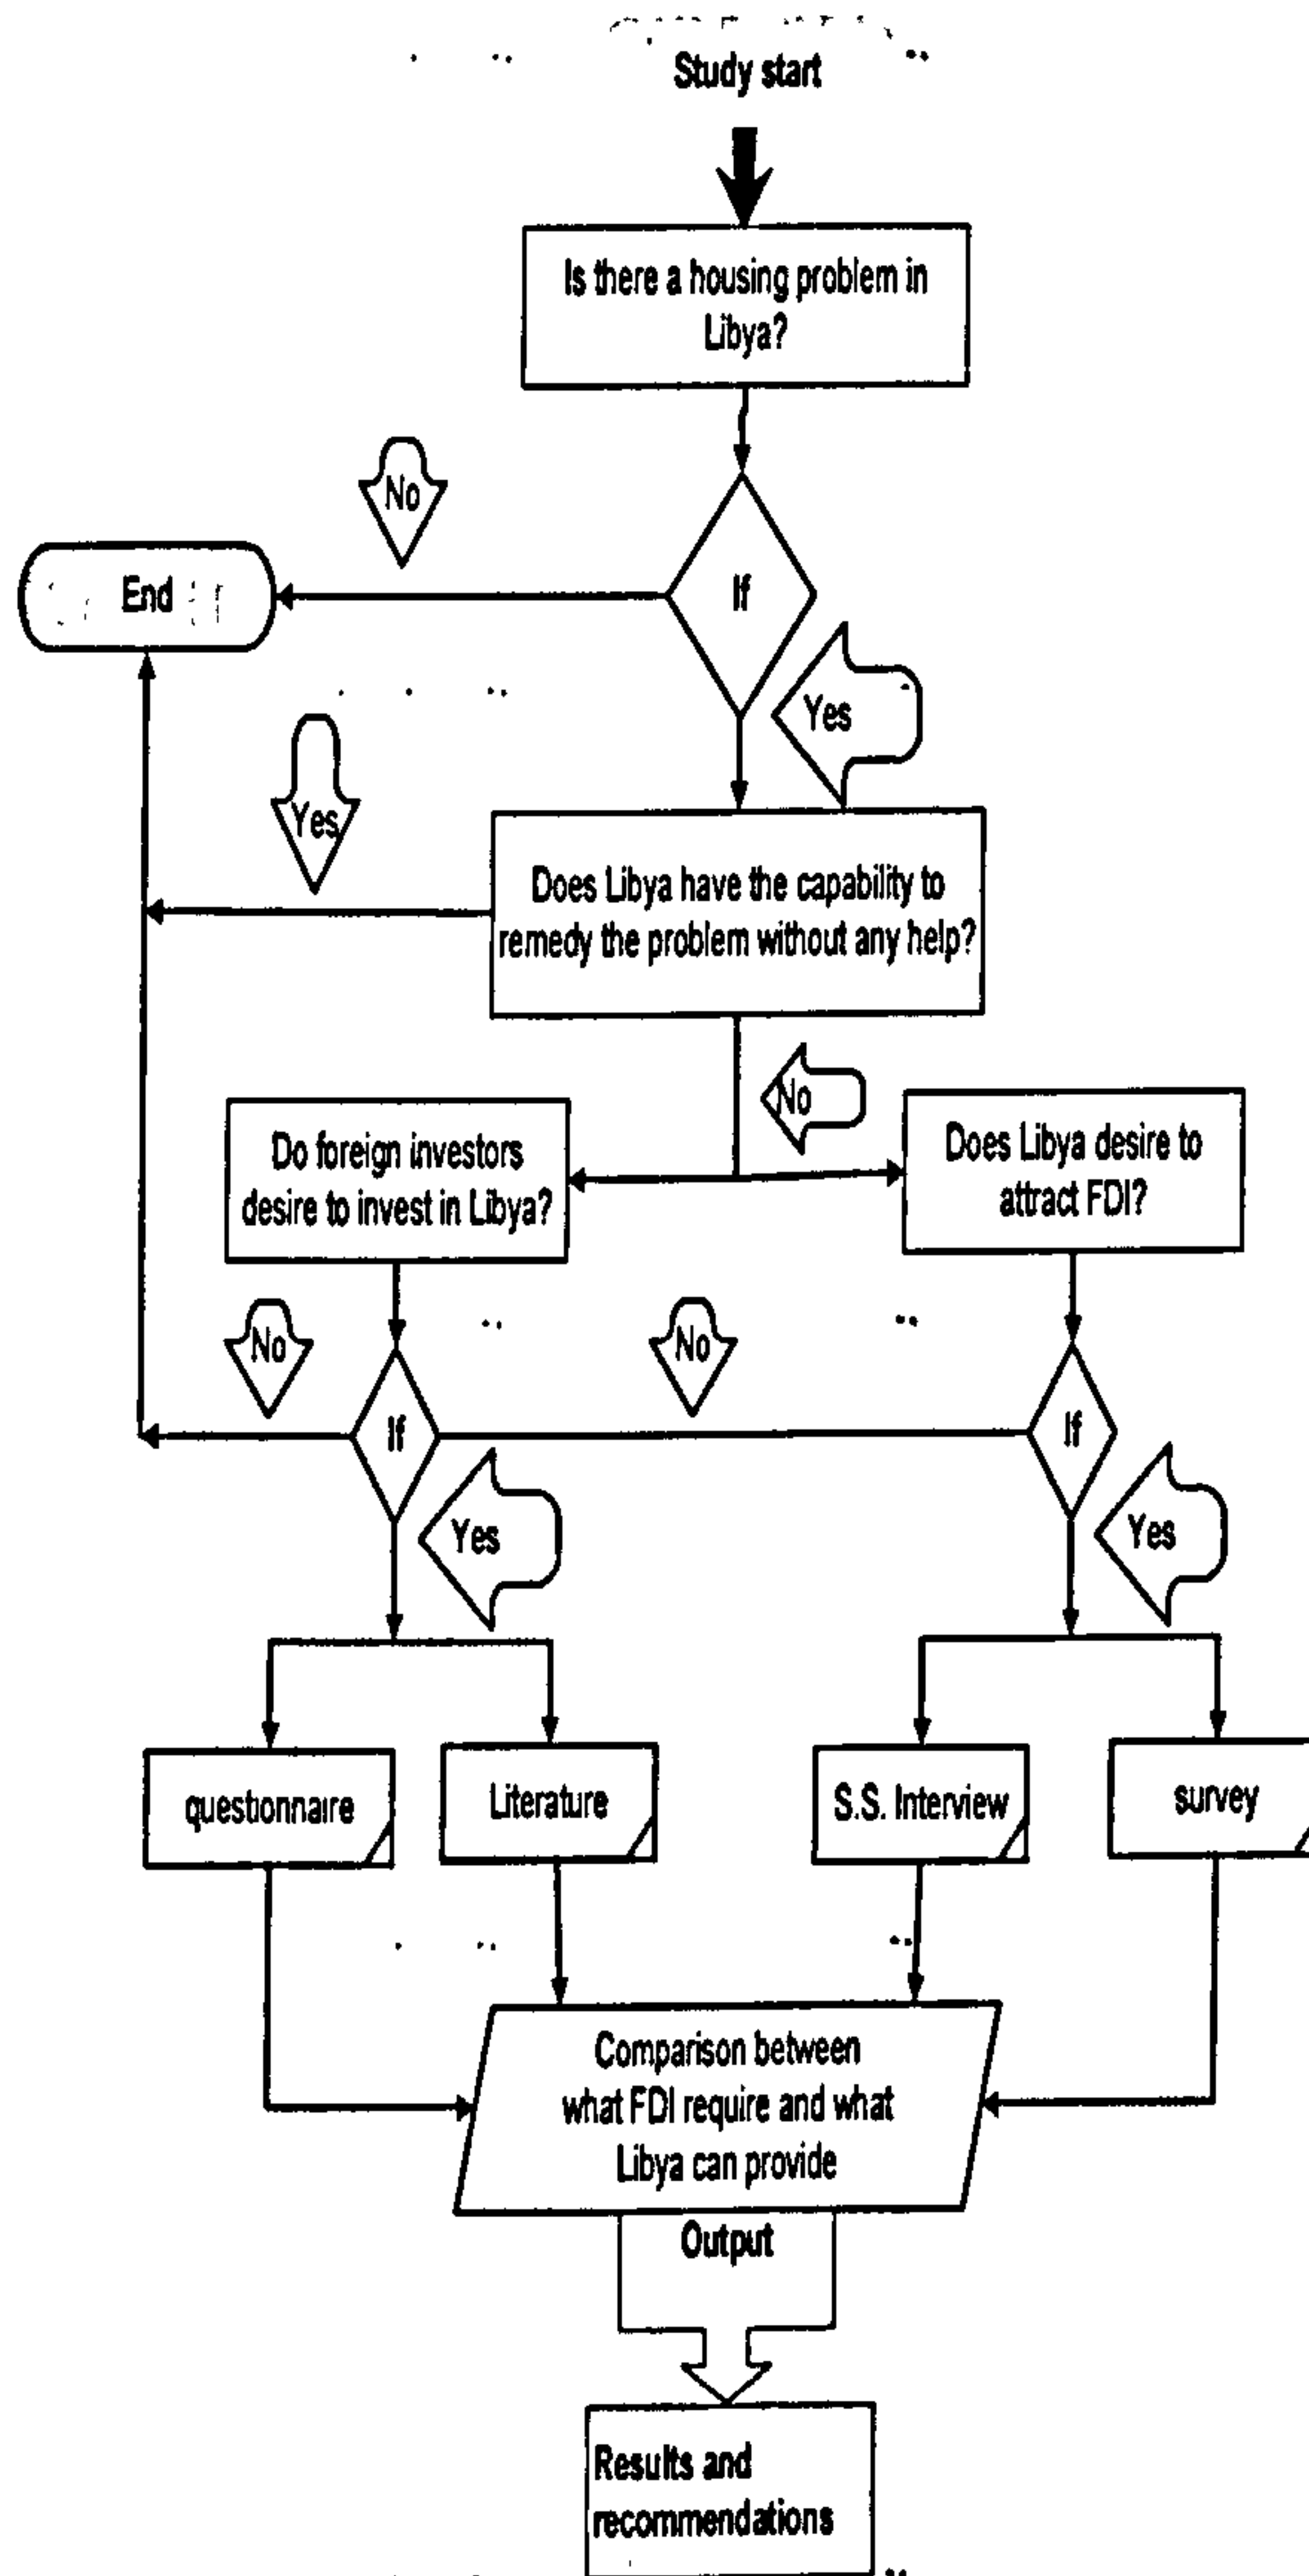 Study start
Is there a housing problem in
Libya?
No
End
If
Yes
Yes
Does Libya have the capability to
remedy the problem without any help?
No
Do foreign investors
desire to invest in Libya?
Does Libya desire to
attract FDI?
No
No
If
If
Yes
Yes
questionnaire
Literature
S.S. Interview
survey
Comparison between
what FDI require and what
Libya can provide
Output
Results and
recommendations